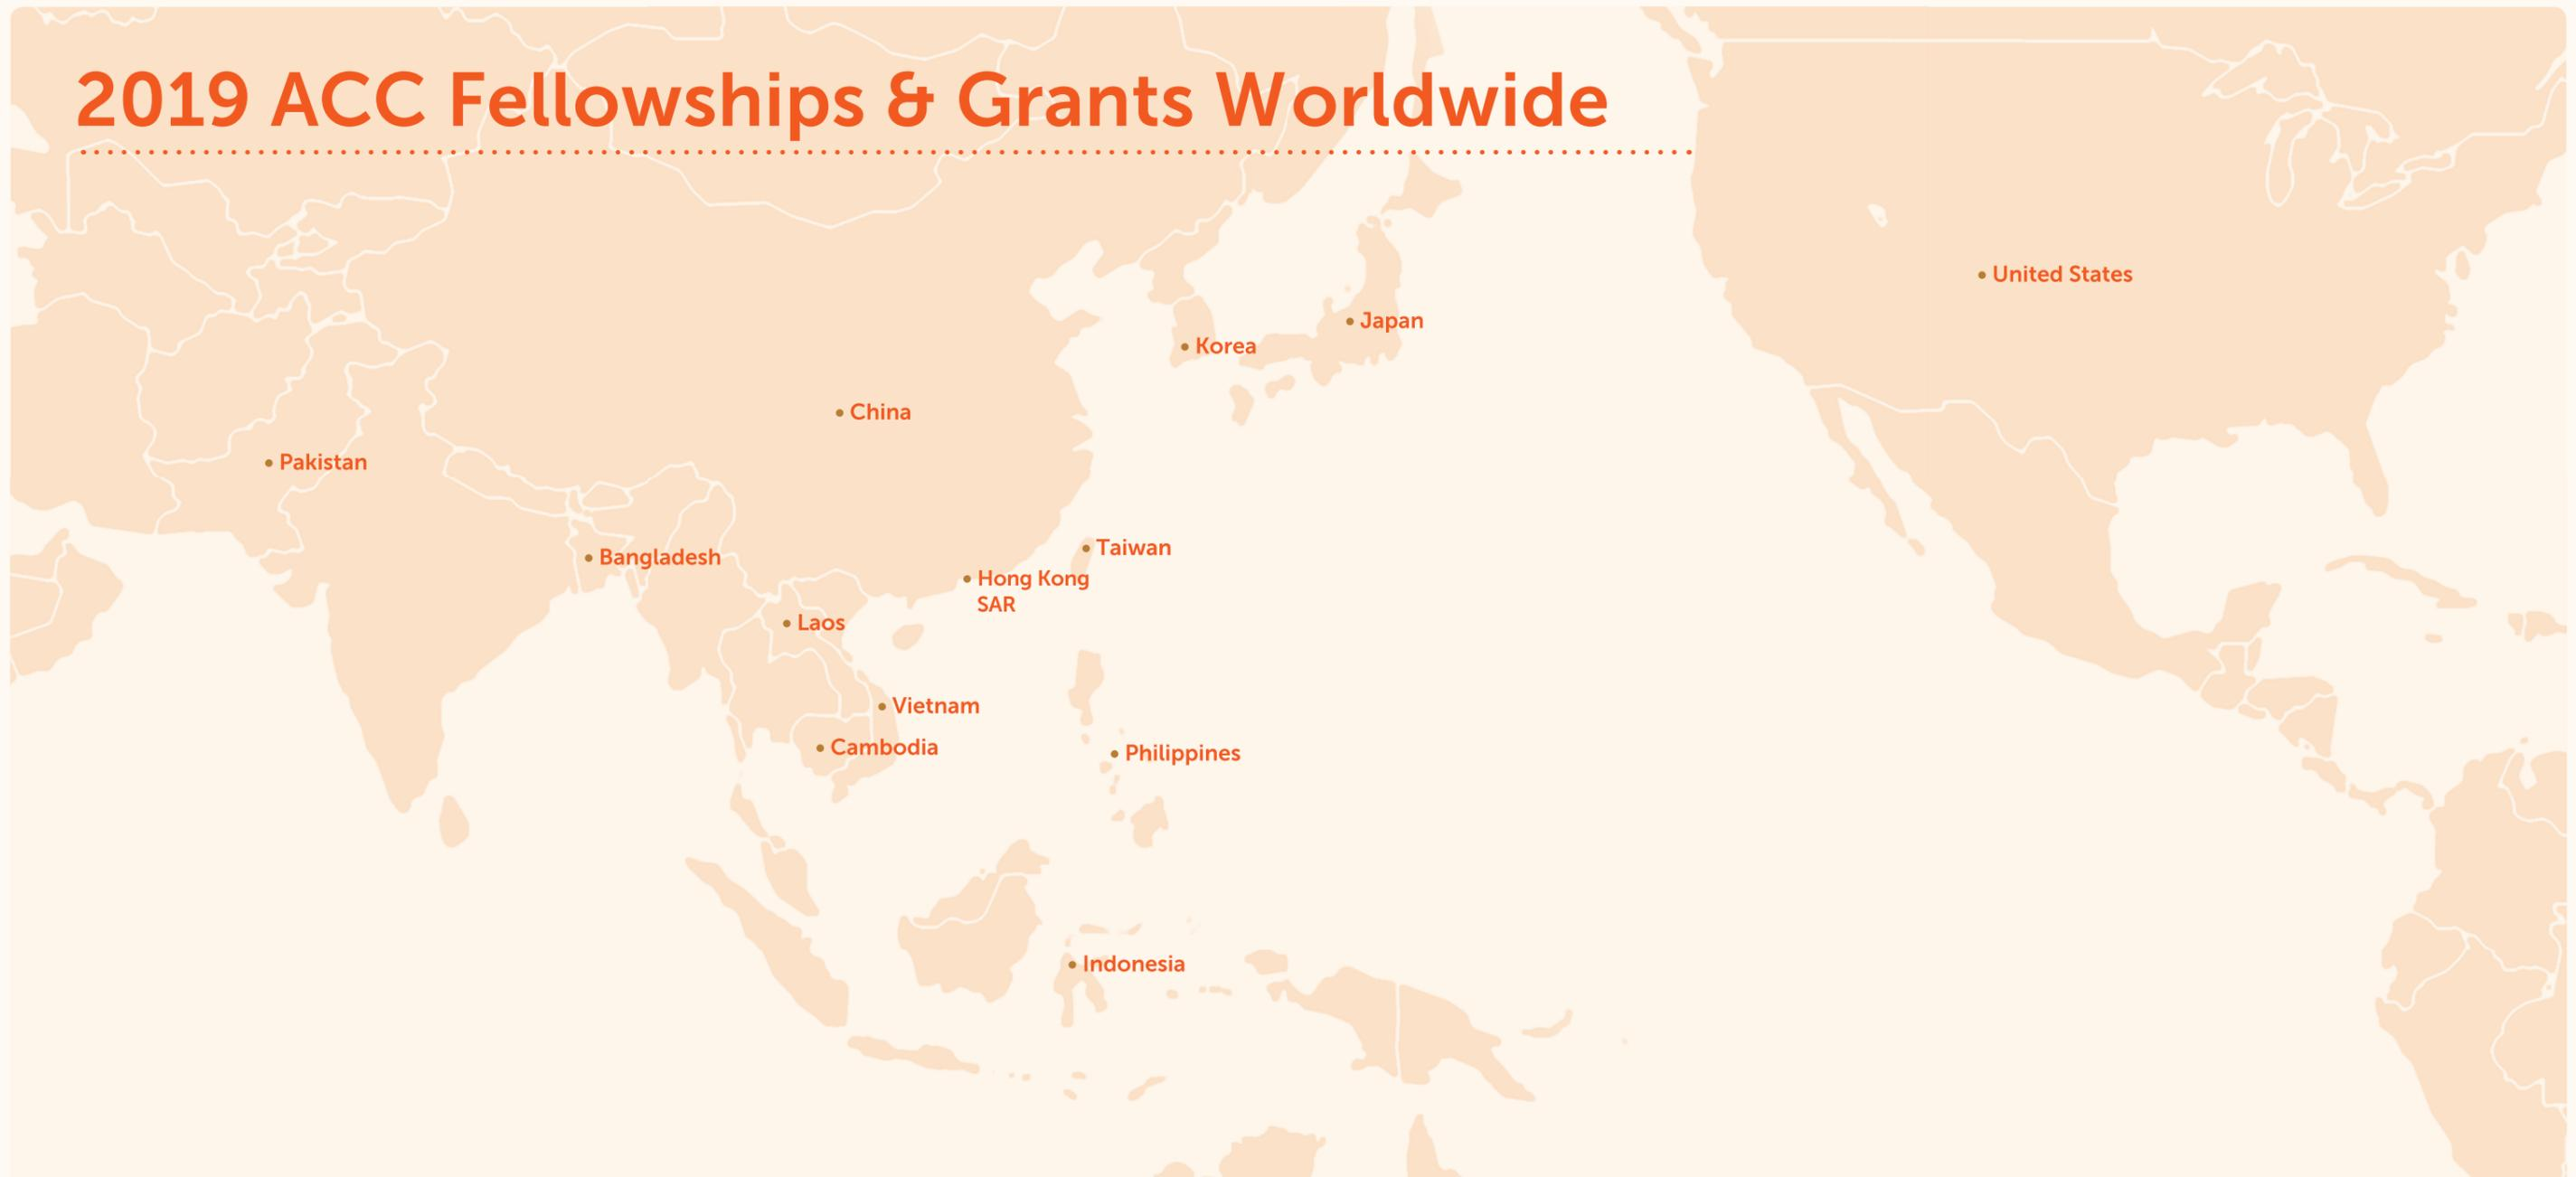 2019 ACC Fellowships & Grants Worldwide
United States
Japan
Korea
China
Pakistan
Taiwan
Bangladesh
Hong Kong
SAR
Laos
Vietnam
Cambodia
Philippines
Indonesia